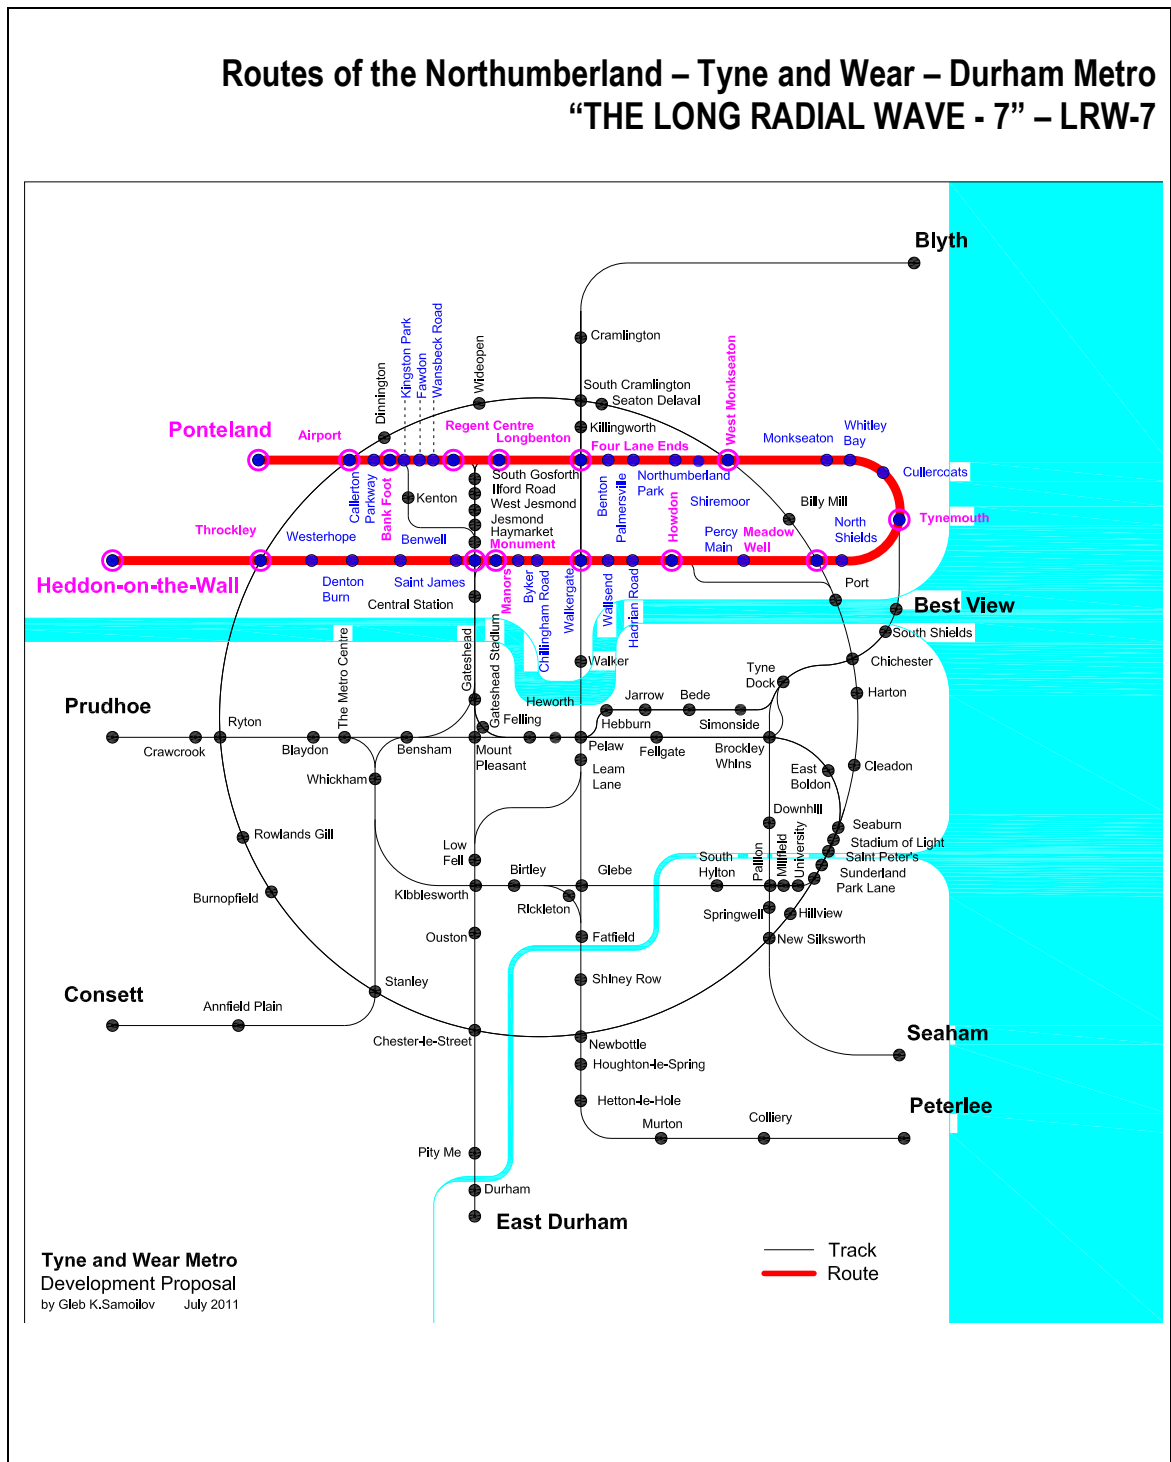 Routes of the Northumberland – Tyne and Wear – Durham Metro
“THE LONG RADIAL WAVE - 7” – LRW-7
Blyth
Cramlington
South Cramlington
Seaton Delaval
Killingworth
Wideopen
Dinnington
Kingston Park
Fawdon
Wansbeck Road
Ponteland
Airport
Regent Centre
Longbenton
Four Lane Ends
West Monkseaton
Monkseaton
Whitley
Bay
Cullercoats
Callerton
Parkway
Bank Foot
Kenton
South Gosforth
Ilford Road
West Jesmond
Jesmond
Haymarket
Benton
Palmersville
Northumberland
Park
Shiremoor
Billy Mill
Tynemouth
North
Shields
Throckley
Westerhope
Benwell
Monument
Howdon
Percy
Main
Meadow
Well
Heddon-on-the-Wall
Denton
Burn
Saint James
Central Station
Manors
Byker
Chillingham Road
Walkergate
Wallsend
Hadrian Road
Port
Best View
South Shields
Chichester
Harton
Walker
Tyne
Dock
Gateshead
Gateshead Stadium
Heworth
Jarrow
Bede
Prudhoe
Ryton
The Metro Centre
Felling
Hebburn
Simonside
Crawcrook
Blaydon
Bensham
Mount
Pleasant
Pelaw
Fellgate
Brockley
Whins
Leam
Lane
East
Boldon
Cleadon
Whickham
Downhill
Rowlands Gill
Seaburn
Stadium of Light
Saint Peter's
Sunderland
Park Lane
Low
Fell
Birtley
Glebe
South
Hylton
Pallion
Millfield
University
Burnopfield
Kibblesworth
Rickleton
Springwell
Hillview
Ouston
Fatfield
New Silksworth
Consett
Annfield Plain
Stanley
Shiney Row
Chester-le-Street
Newbottle
Seaham
Houghton-le-Spring
Hetton-le-Hole
Peterlee
Murton
Colliery
Pity Me
Durham
East Durham
Tyne and Wear Metro
Development Proposal
by Gleb K.Samoilov July 2011
Track
Route